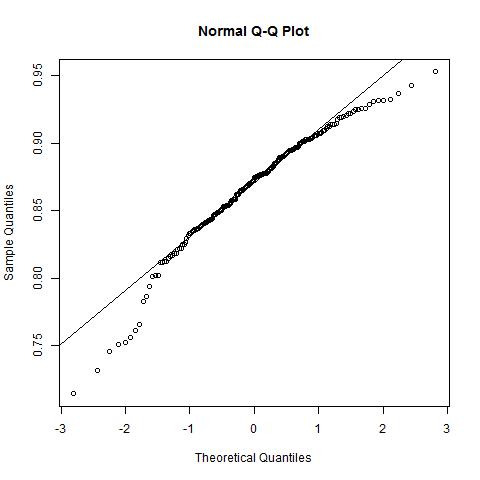 Normal Q-Q Plot
Sample Quantiles
0.95
0.90
0.85
0.80
0.75
-3 -2 -1 0 1 2 3
Theoretical Quantiles